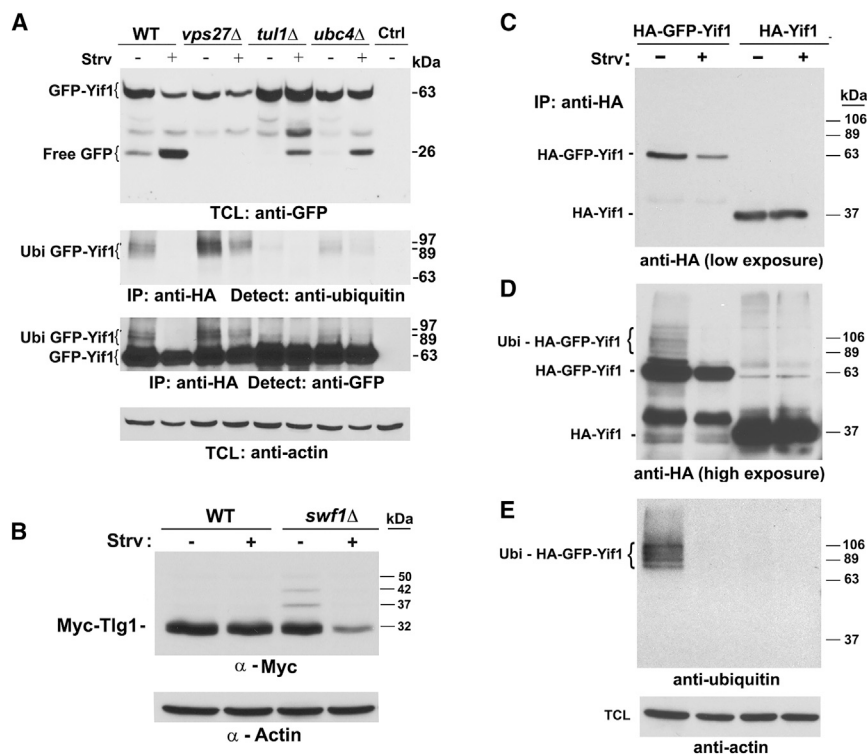 A
WT vps27Δ tul1Δ ubc4Δ Ctrl
Strv - + - + - + - + - kDa
GFP-Yif1 63
Free GFP 26
TCL: anti-GFP
Ubi GFP-Yif1 97
89
63
IP: anti-HA Detect: anti-ubiquitin
Ubi GFP-Yif1 97
89
GFP-Yif1 63
IP: anti-HA Detect: anti-GFP
TCL: anti-actin
B
WT swf1Δ kDa
Strv: - + - +
50
42
37
Myc-Tlg1- 32
α - Myc
α - Actin
C
HA-GFP-Yif1 HA-Yif1
Strv: - + - +
IP: anti-HA kDa
106
89
HA-GFP-Yif1 - 63
HA-Yif1 - 37
anti-HA (low exposure)
D
Ubi - HA-GFP-Yif1 106
89
HA-GFP-Yif1 - 63
HA-Yif1 - 37
anti-HA (high exposure)
E
Ubi - HA-GFP-Yif1 106
89
63
37
anti-ubiquitin
TCL
anti-actin